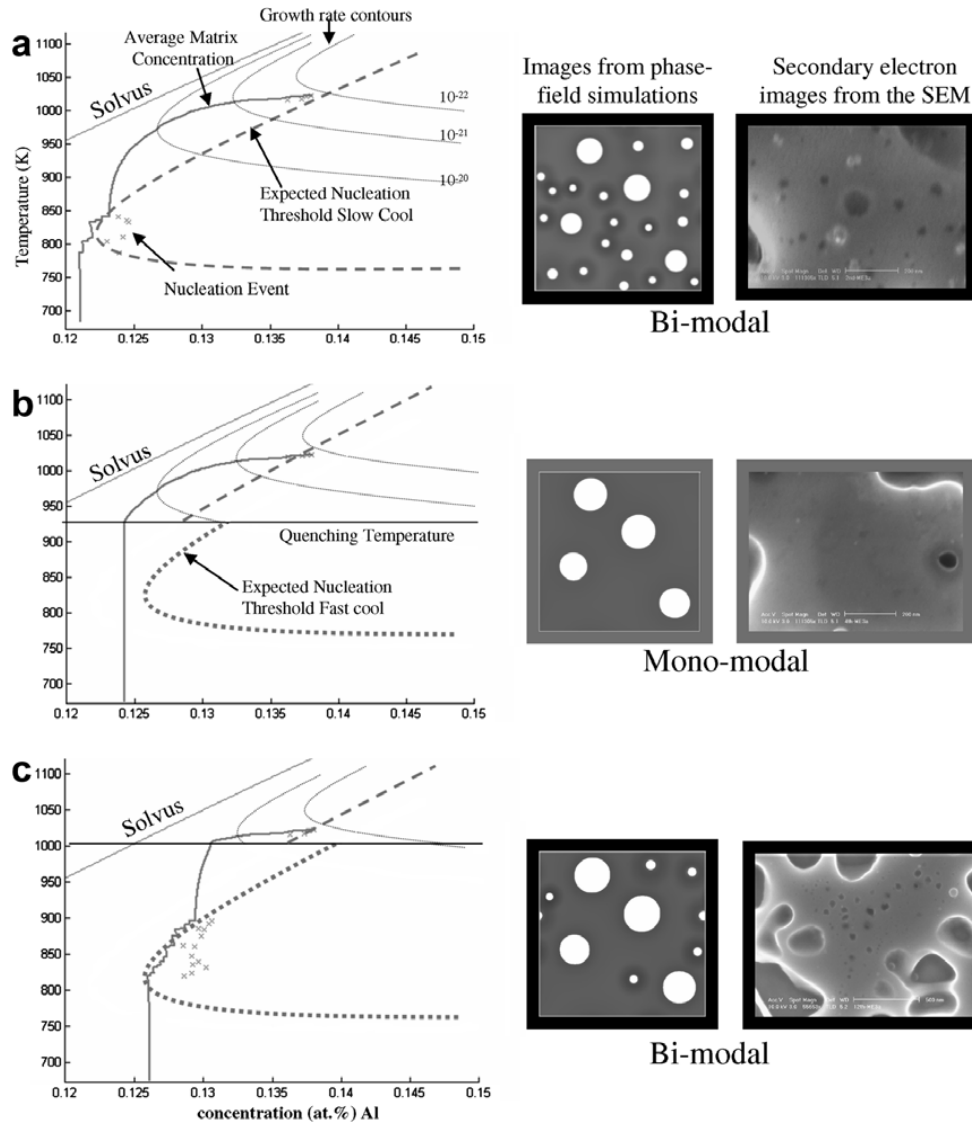 a
Growth rate contours
Average Matrix
Concentration
Solvus
10-22
10-21
10-20
Expected Nucleation
Threshold Slow Cool
Nucleation Event
Temperature (K)
1100
1050
1000
950
900
850
800
750
700
0.12 0.125 0.13 0.135 0.14 0.145 0.15
Images from phase-
field simulations
Secondary electron
images from the SEM
Bi-modal
b
Solvus
Quenching Temperature
Expected Nucleation
Threshold Fast cool
1100
1050
1000
950
900
850
800
750
700
0.12 0.125 0.13 0.135 0.14 0.145 0.15
Mono-modal
c
Solvus
1100
1050
1000
950
900
850
800
750
700
0.12 0.125 0.13 0.135 0.14 0.145 0.15
concentration (at.%) Al
Bi-modal